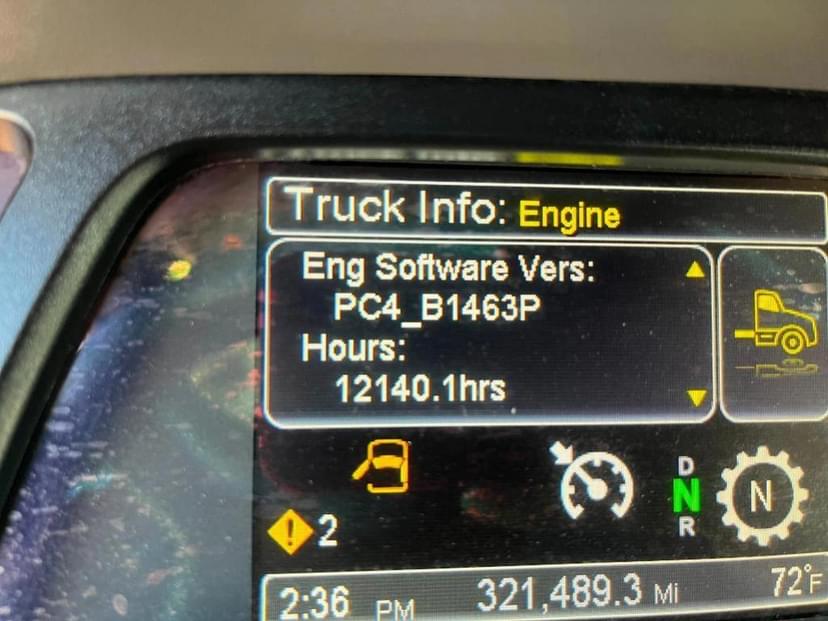 Truck Info: Engine
Eng Software Vers:
PC4_B1463P
Hours:
12140.1hrs
D
N
R
N
! 2
2:36 PM 321,489.3 Mi 72°F